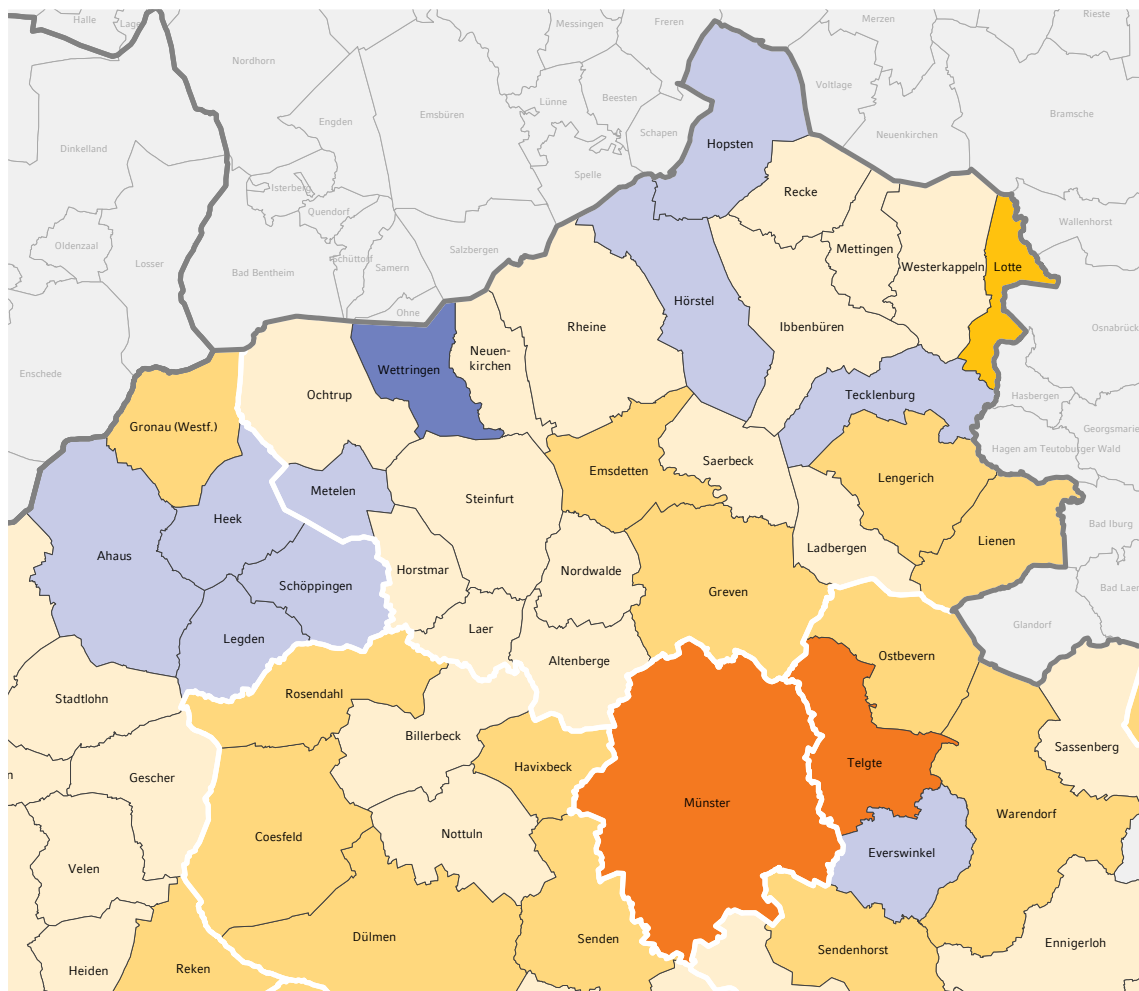 Halle
Lage
Messingen
Freren
Merzen
Rieste
Nordhorn
Voltlage
Emsbüren
Lünne
Beesten
Bramsche
Engden
Schapen
Neuenkirchen
Dinkelland
Hopsten
Spelle
Isterberg
Recke
Quendorf
Wallenhorst
Oldenzaal
Losser
Salzbergen
Mettingen
Bad Bentheim
Schüttorf
Samern
Westerkappeln
Lotte
Hörstel
Ohne
Rheine
Ibbenbüren
Osnabrück
Neuen-
kirchen
Wettringen
Enschede
Ochtrup
Tecklenburg
Hasbergen
Gronau (Westf.)
Georgsmarie
Hagen am Teutoburger Wald
Saerbeck
Emsdetten
Lengerich
Metelen
Steinfurt
Heek
Bad Iburg
Lienen
Ladbergen
Ahaus
Horstmar
Nordwalde
Schöppingen
Bad Laer
Greven
Glandorf
Laer
Legden
Ostbevern
Altenberge
Rosendahl
Stadtlohn
Billerbeck
Sassenberg
Telgte
Havixbeck
n
Gescher
Münster
Warendorf
Nottuln
Coesfeld
Everswinkel
Velen
Dülmen
Senden
Ennigerloh
Sendenhorst
Reken
Heiden